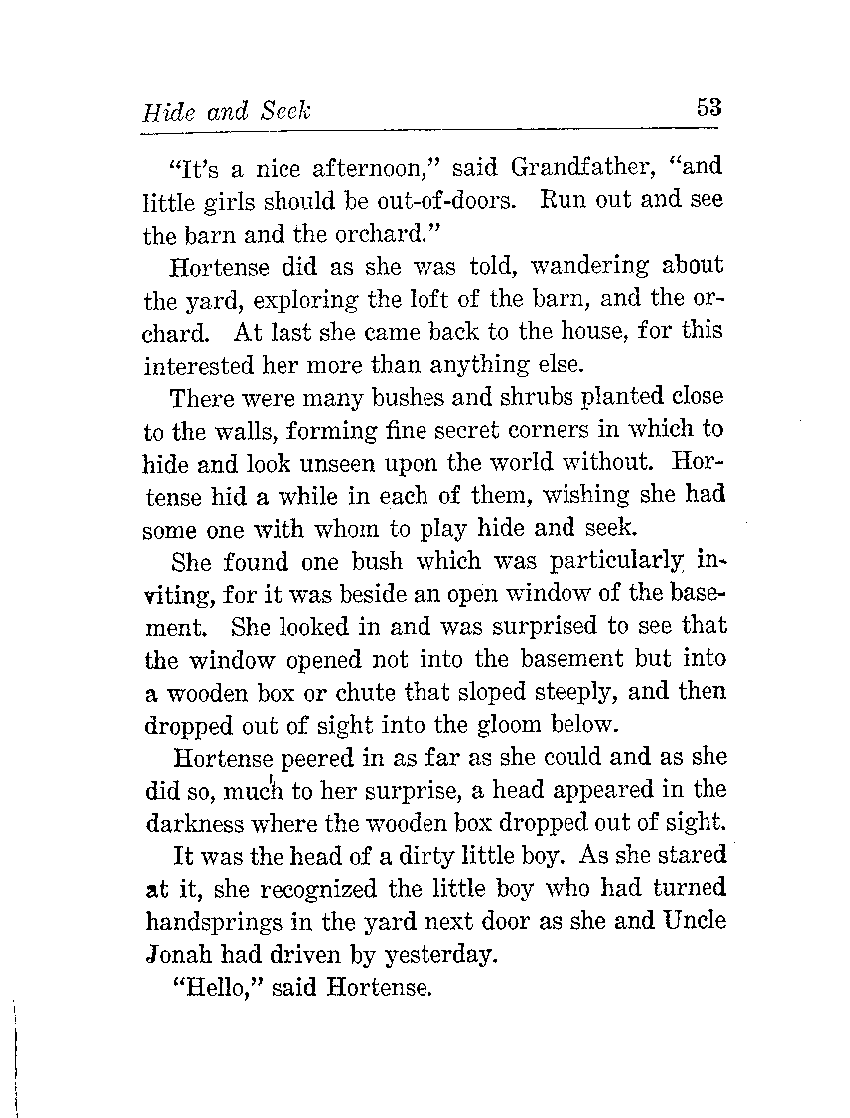 Hide and Seek 53
“It’s a nice afternoon,” said Grandfather, “and
little girls should be out-of-doors. Run out and see
the barn and the orchard.”
Hortense did as she was told, wandering about
the yard, exploring the loft of the barn, and the or-
chard. At last she came back to the house, for this
interested her more than anything else.
There were many bushes and shrubs planted close
to the walls, forming fine secret corners in which to
hide and look unseen upon the world without. Hor-
tense hid a while in each of them, wishing she had
some one with whom to play hide and seek.
She found one bush which was particularly in-
viting, for it was beside an open window of the base-
ment. She looked in and was surprised to see that
the window opened not into the basement but into
a wooden box or chute that sloped steeply, and then
dropped out of sight into the gloom below.
Hortense peered in as far as she could and as she
did so, much to her surprise, a head appeared in the
darkness where the wooden box dropped out of sight.
It was the head of a dirty little boy. As she stared
at it, she recognized the little boy who had turned
handsprings in the yard next door as she and Uncle
Jonah had driven by yesterday.
“Hello,” said Hortense.